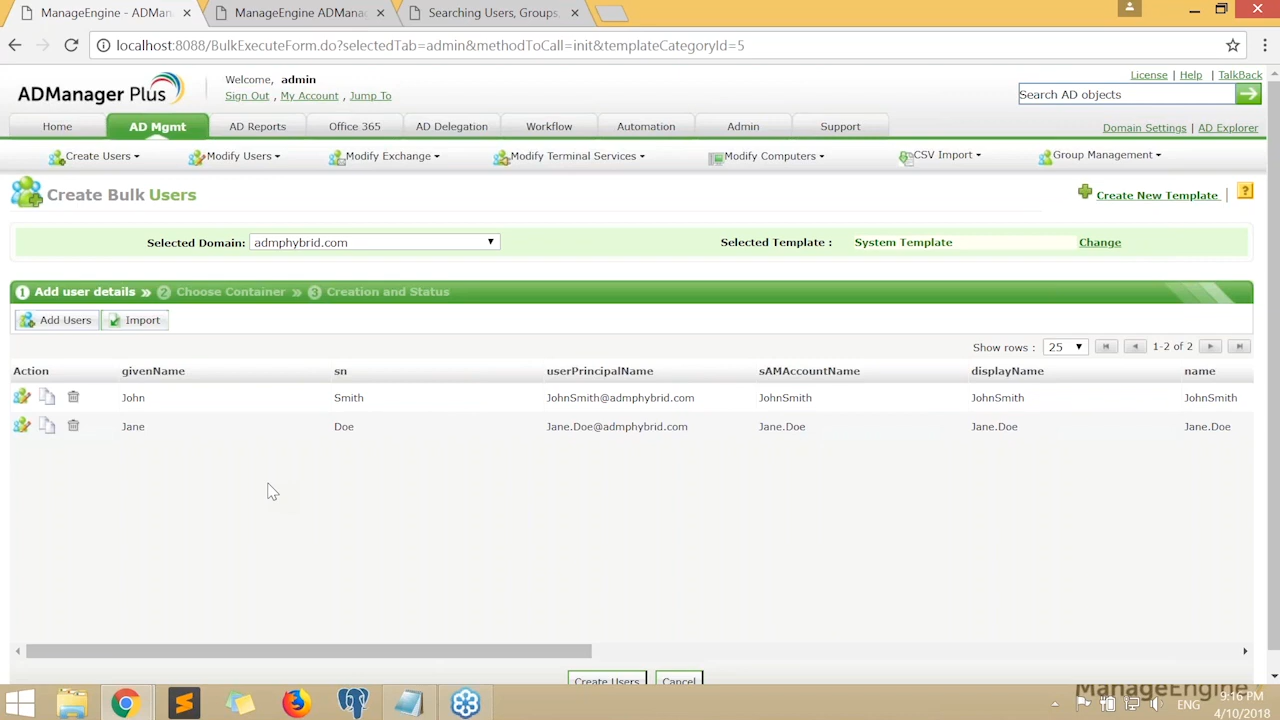 ManageEngine - ADMan
ManageEngine ADMana
Searching Users, Groups,
localhost:8088/BulkExecuteForm.do?selectedTab=admin&methodToCall=init&templateCategoryId=5
ADManager Plus
Welcome, admin
Sign Out , My Account , Jump To
License | Help | TalkBack
Search AD objects
Home AD Mgmt AD Reports Office 365 AD Delegation Workflow Automation Admin Support
Domain Settings | AD Explorer
Create Users Modify Users Modify Exchange Modify Terminal Services Modify Computers CSV Import Group Management
Create Bulk Users
Create New Template | ?
Selected Domain: admphybrid.com Selected Template : System Template Change
1 Add user details » 2 Choose Container » 3 Creation and Status
Add Users Import
Show rows : 25 1-2 of 2
Action givenName sn userPrincipalName sAMAccountName displayName name
John Smith JohnSmith@admphybrid.com JohnSmith JohnSmith JohnSmith
Jane Doe Jane.Doe@admphybrid.com Jane.Doe Jane.Doe Jane.Doe
Create Users Cancel
ManageEngine
ENG
9:16 PM
4/10/2018